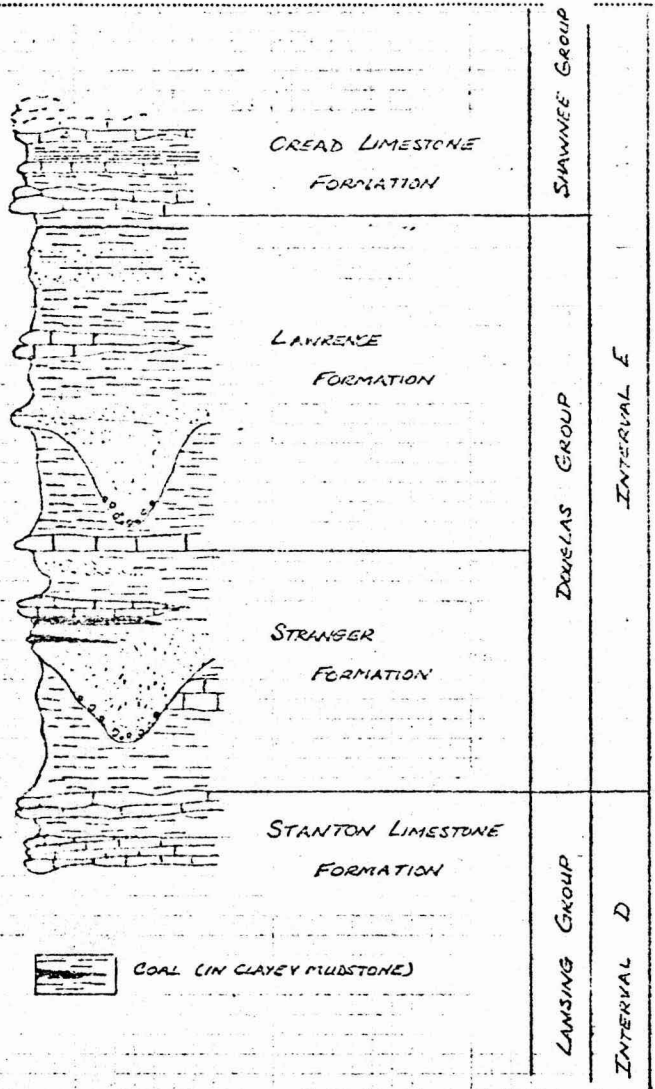 OREAD LIMESTONE
FORMATION
SHAWNEE GROUP
LAWRENCE
FORMATION
DOUGLAS GROUP
INTERVAL E
STRANGER
FORMATION
STANTON LIMESTONE
FORMATION
LANSING GROUP
INTERVAL D
COAL (IN CLAYEY MUDSTONE)